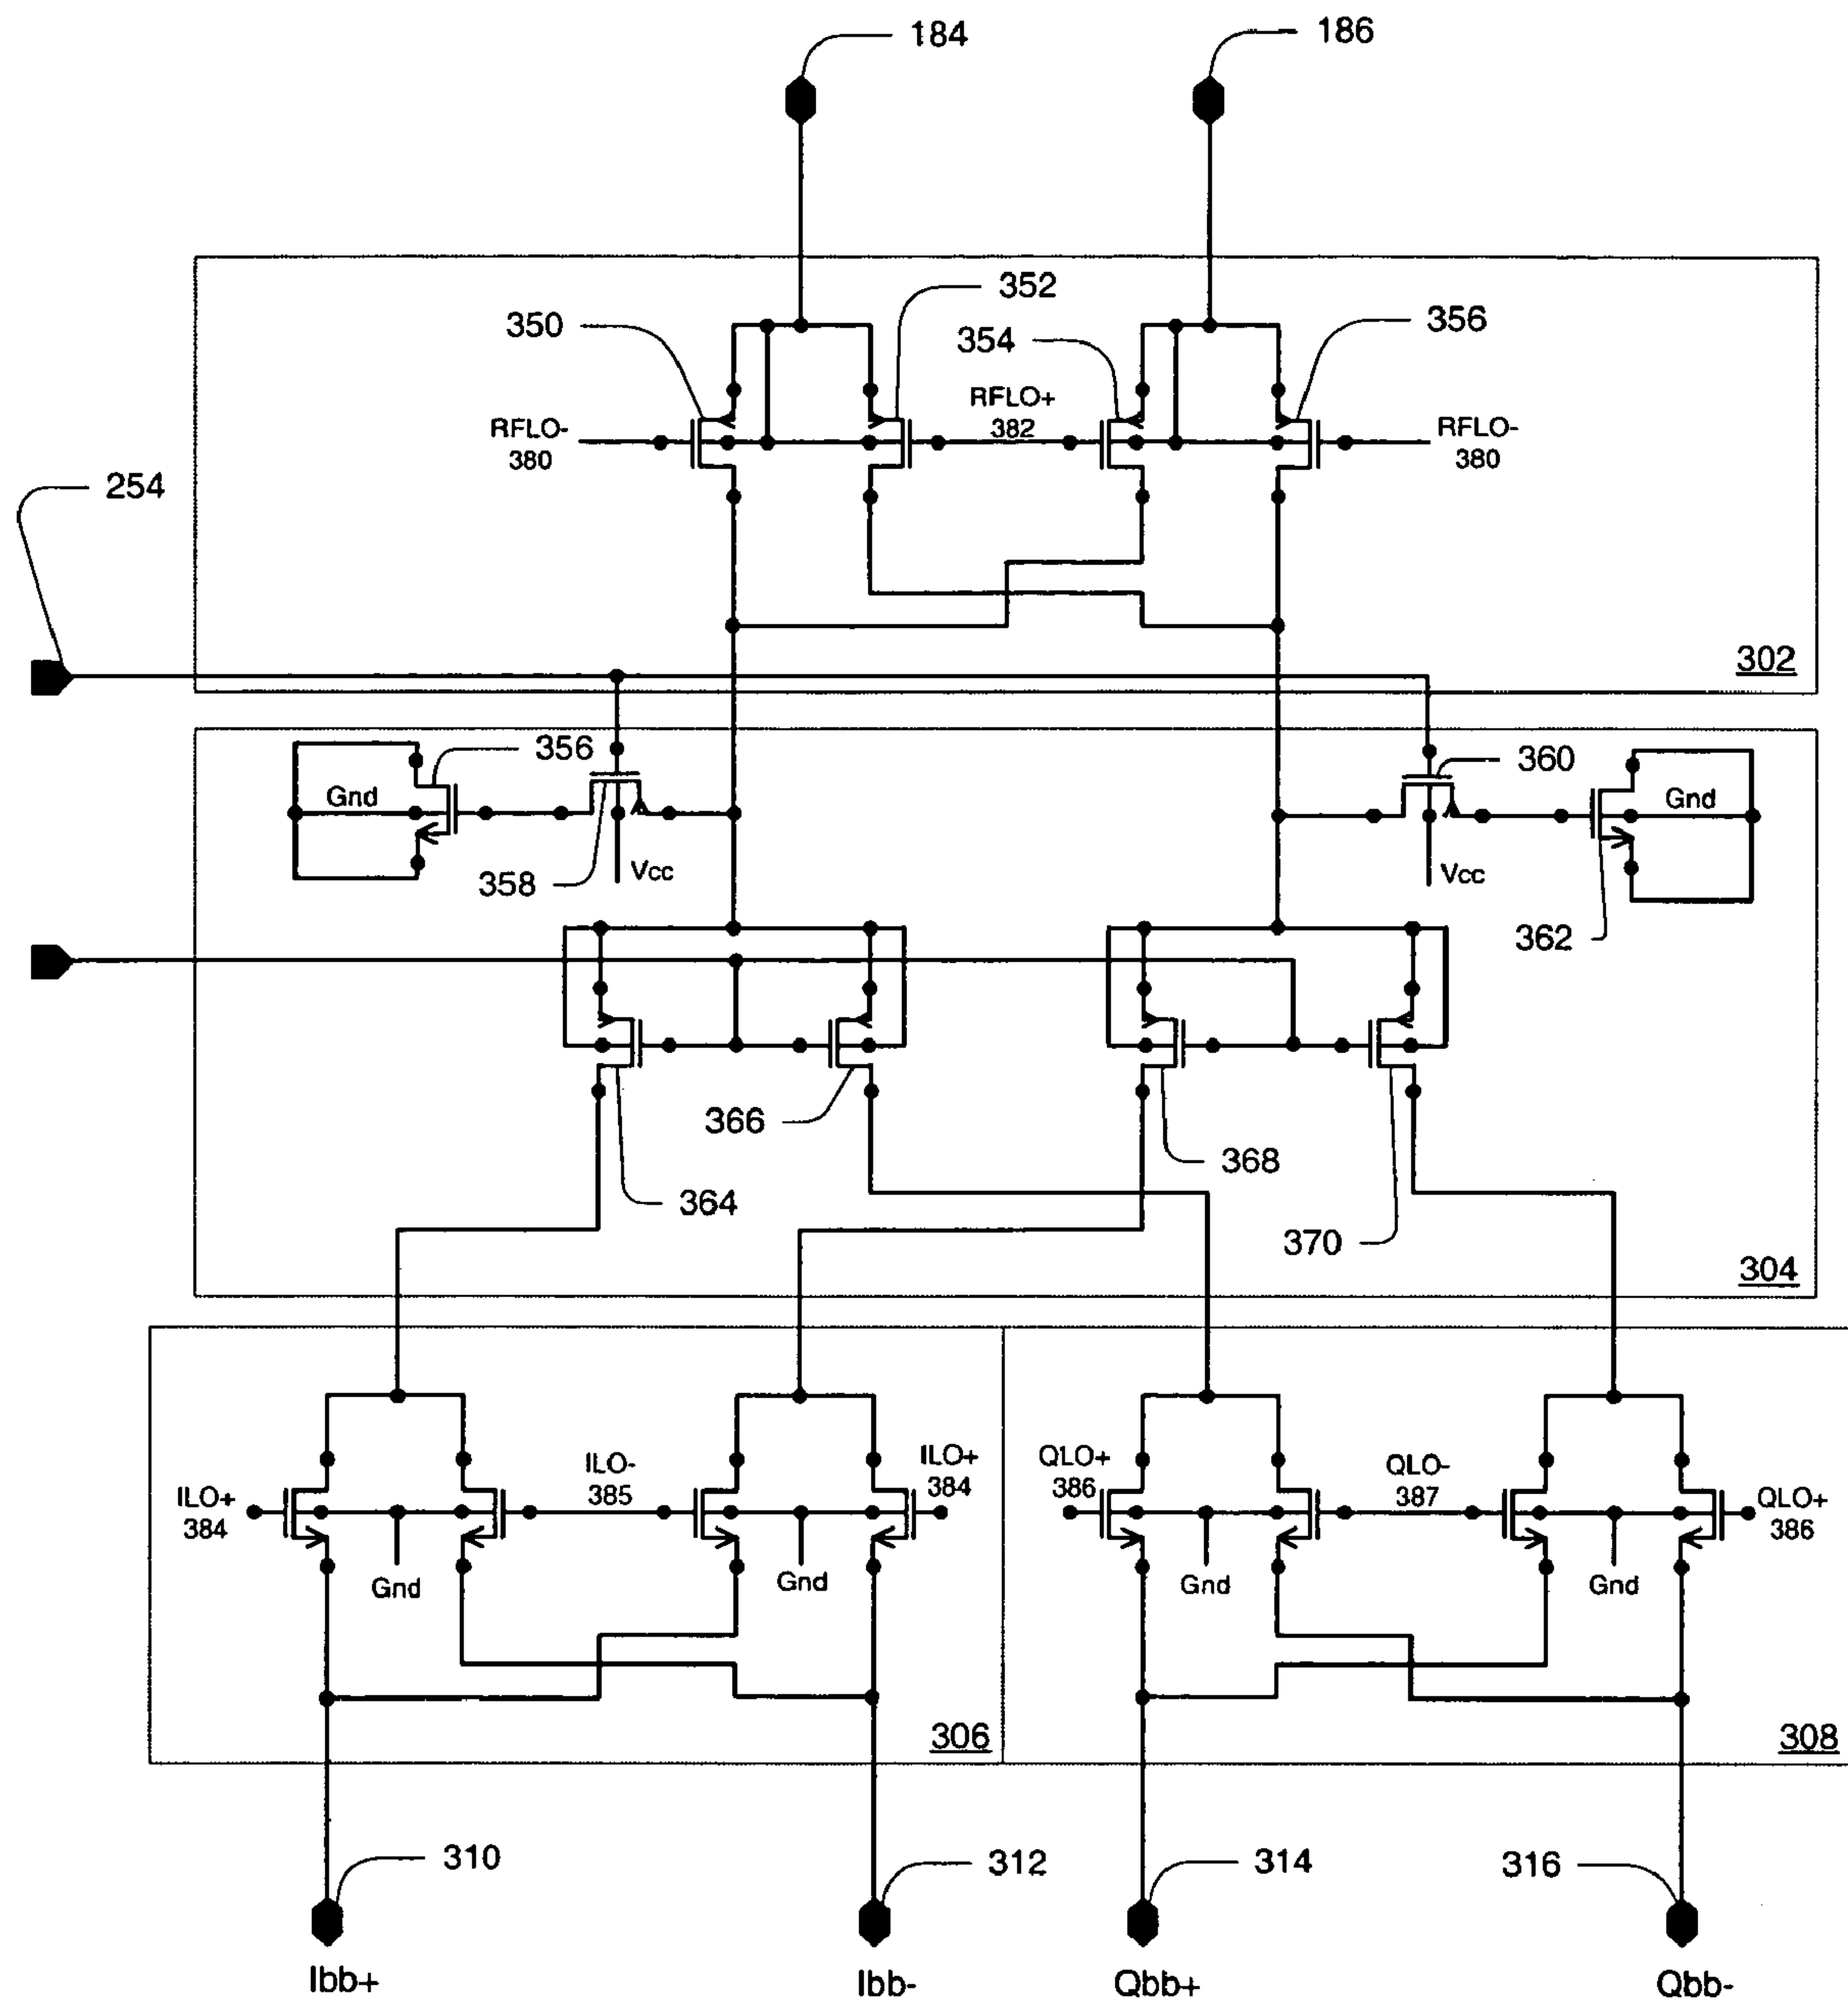 184
186
352
350
356
354
RFLO+
382
RFLO-
380
RFLO-
380
254
302
356
360
Gnd
Gnd
358
Vcc
Vcc
362
366
368
364
370
304
ILO+
384
ILO-
385
ILO+
384
QLO+
386
QLO-
387
QLO+
386
Gnd
Gnd
Gnd
Gnd
306
308
310
312
314
316
Ibb+
Ibb-
Qbb+
Qbb-